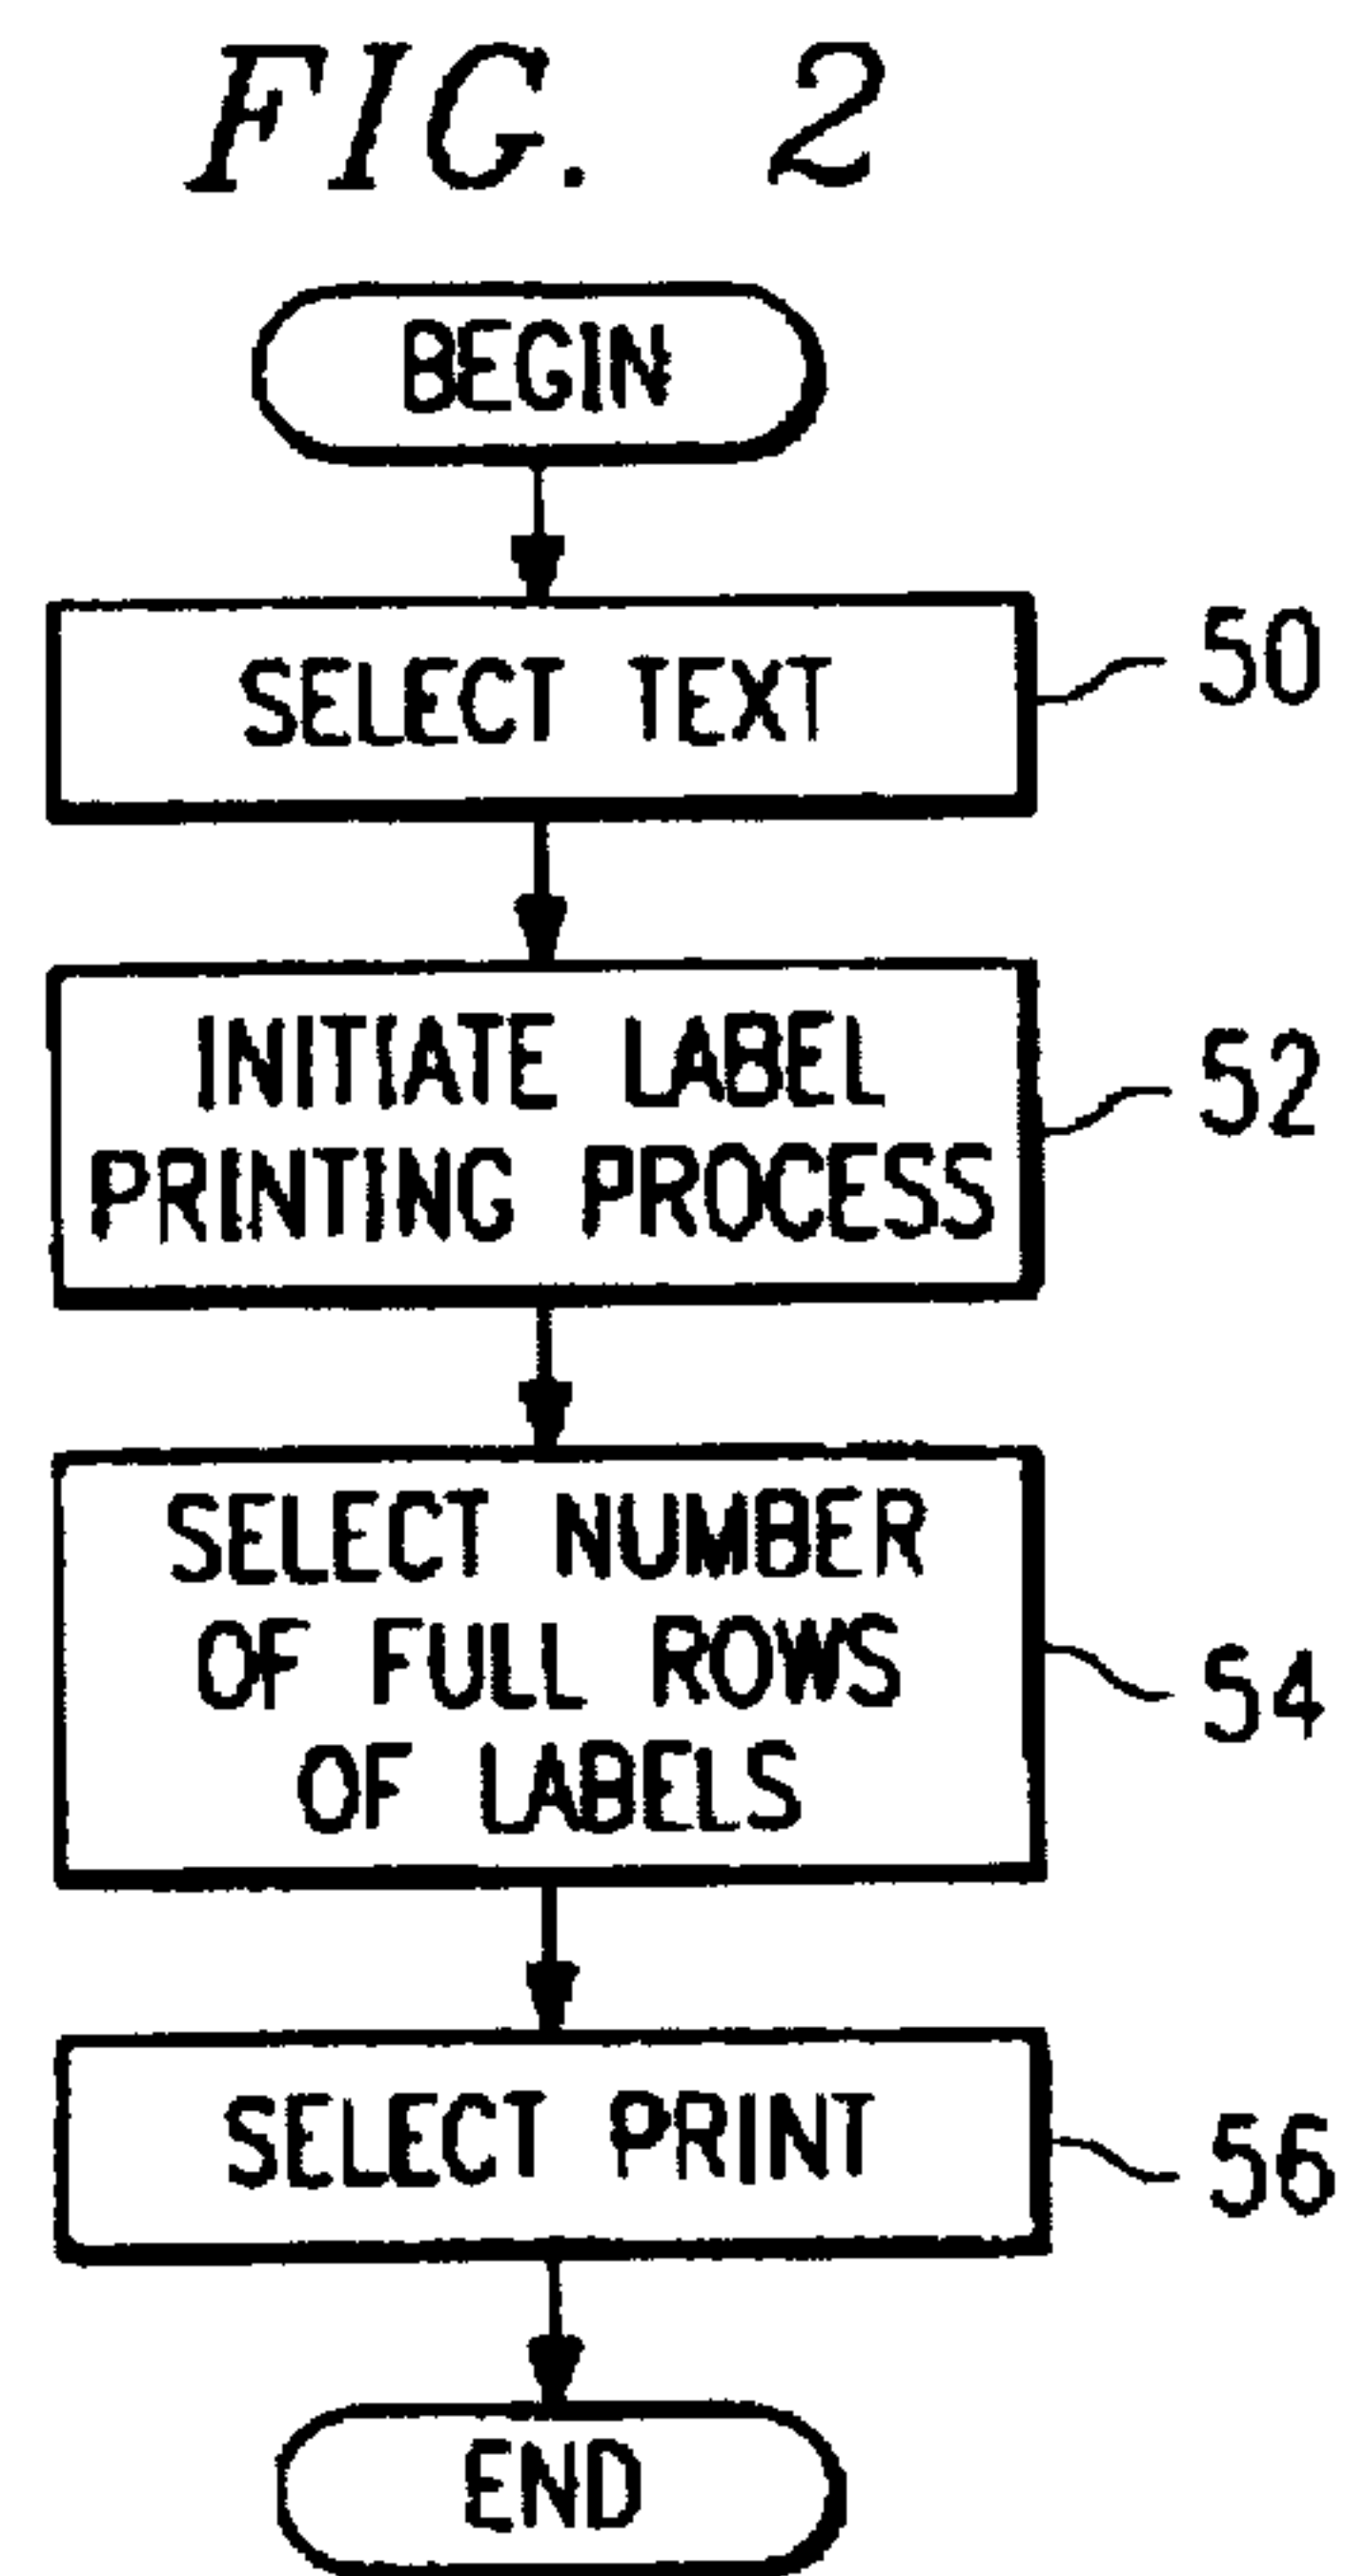 FIG. 2
BEGIN
SELECT TEXT
50
INITIATE LABEL
PRINTING PROCESS
52
SELECT NUMBER
OF FULL ROWS
OF LABELS
54
SELECT PRINT
56
END